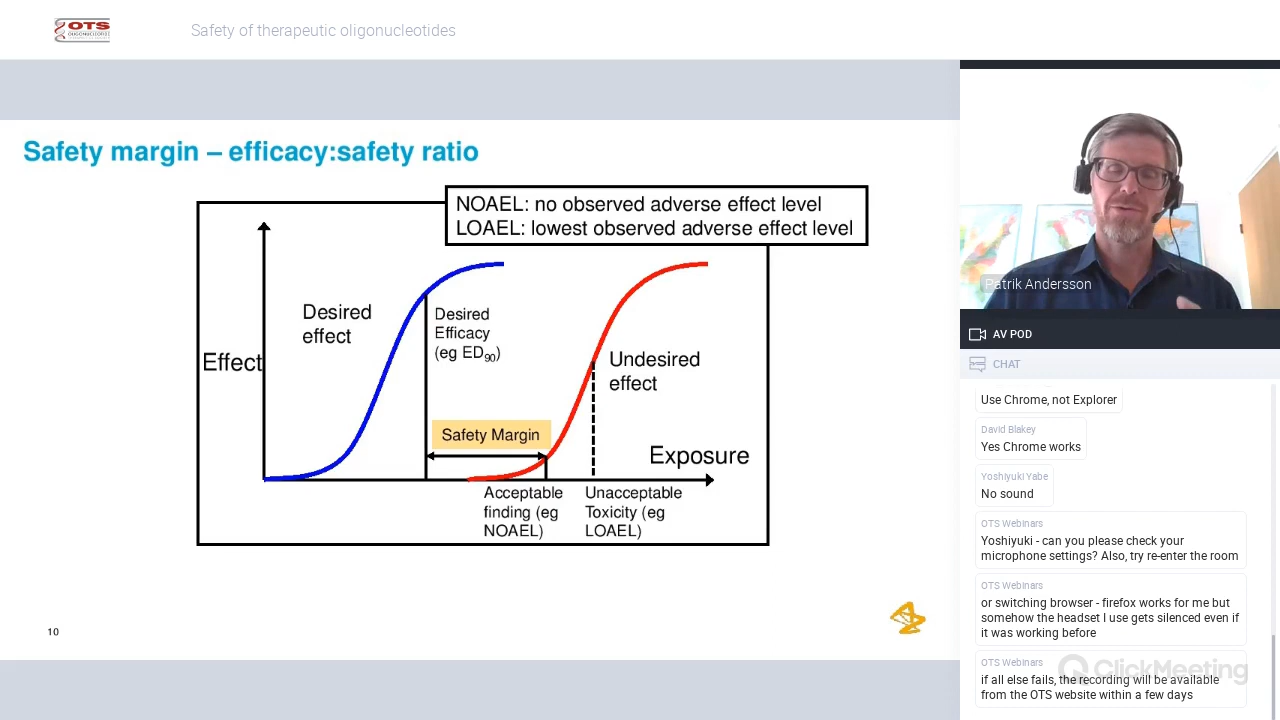 OTS
OLIGONUCLEOTIDE
Safety of therapeutic oligonucleotides
Safety margin – efficacy:safety ratio
NOAEL: no observed adverse effect level
LOAEL: lowest observed adverse effect level
Desired
effect
Effect
Desired
Efficacy
(eg ED90)
Undesired
effect
Safety Margin
Exposure
Acceptable
finding (eg
NOAEL)
Unacceptable
Toxicity (eg
LOAEL)
10
Patrik Andersson
AV POD
CHAT
Use Chrome, not Explorer
David Blakey
Yes Chrome works
Yoshiyuki Yabe
No sound
OTS Webinars
Yoshiyuki - can you please check your
microphone settings? Also, try re-enter the room
OTS Webinars
or switching browser - firefox works for me but
somehow the headset I use gets silenced even if
it was working before
OTS Webinars
if all else fails, the recording will be available
from the OTS website within a few days
ClickMeeting